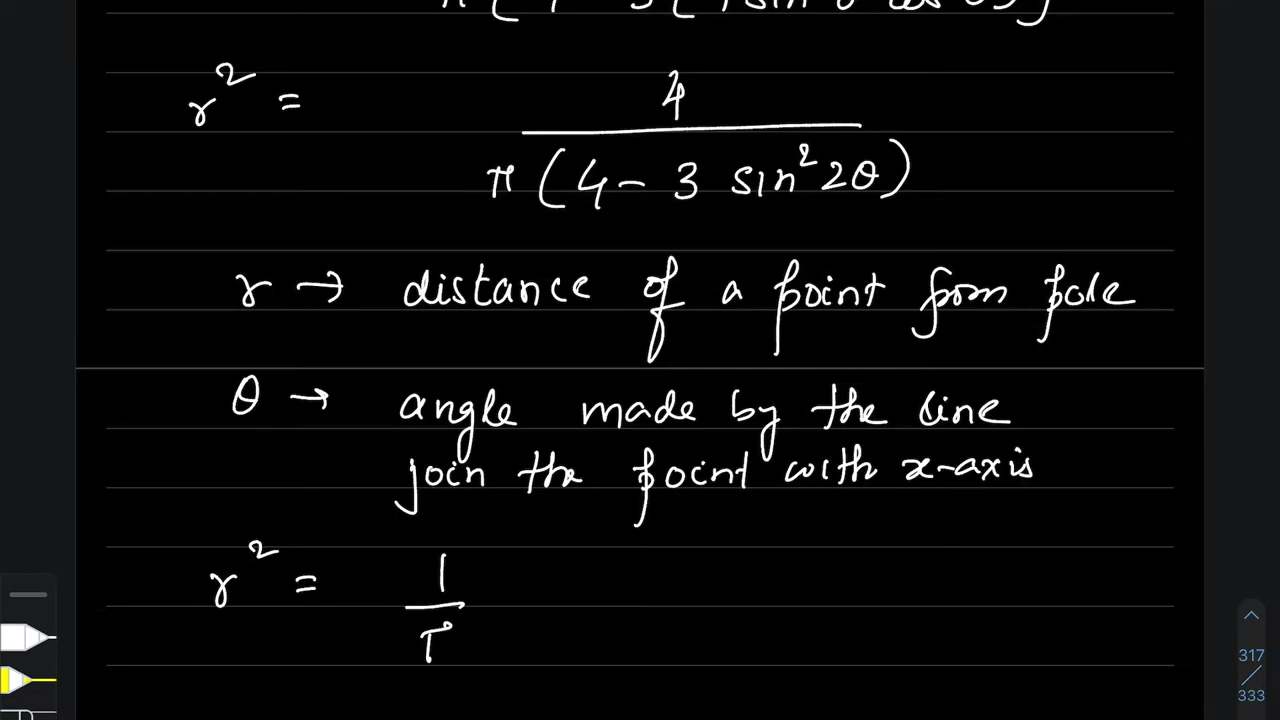 r² = 4
π(4 - 3 sin²2θ)
r → distance of a point from pole
θ → angle made by the line
join the point with x-axis
r² = 1
317
/
333